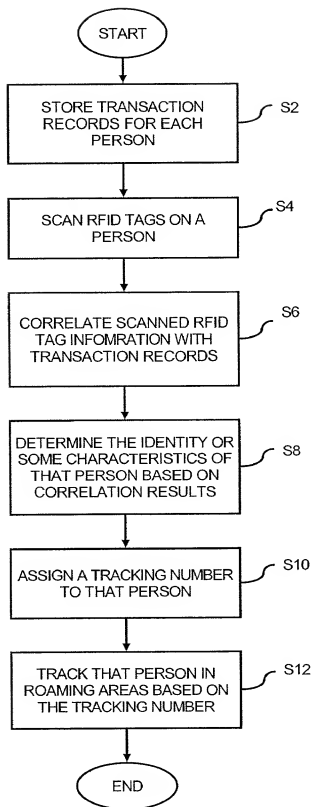 START
STORE TRANSACTION
RECORDS FOR EACH
PERSON
S2
SCAN RFID TAGS ON A
PERSON
S4
CORRELATE SCANNED RFID
TAG INFOMRATION WITH
TRANSACTION RECORDS
S6
DETERMINE THE IDENTITY OR
SOME CHARACTERISTICS OF
THAT PERSON BASED ON
CORRELATION RESULTS
S8
ASSIGN A TRACKING NUMBER
TO THAT PERSON
S10
TRACK THAT PERSON IN
ROAMING AREAS BASED ON
THE TRACKING NUMBER
S12
END